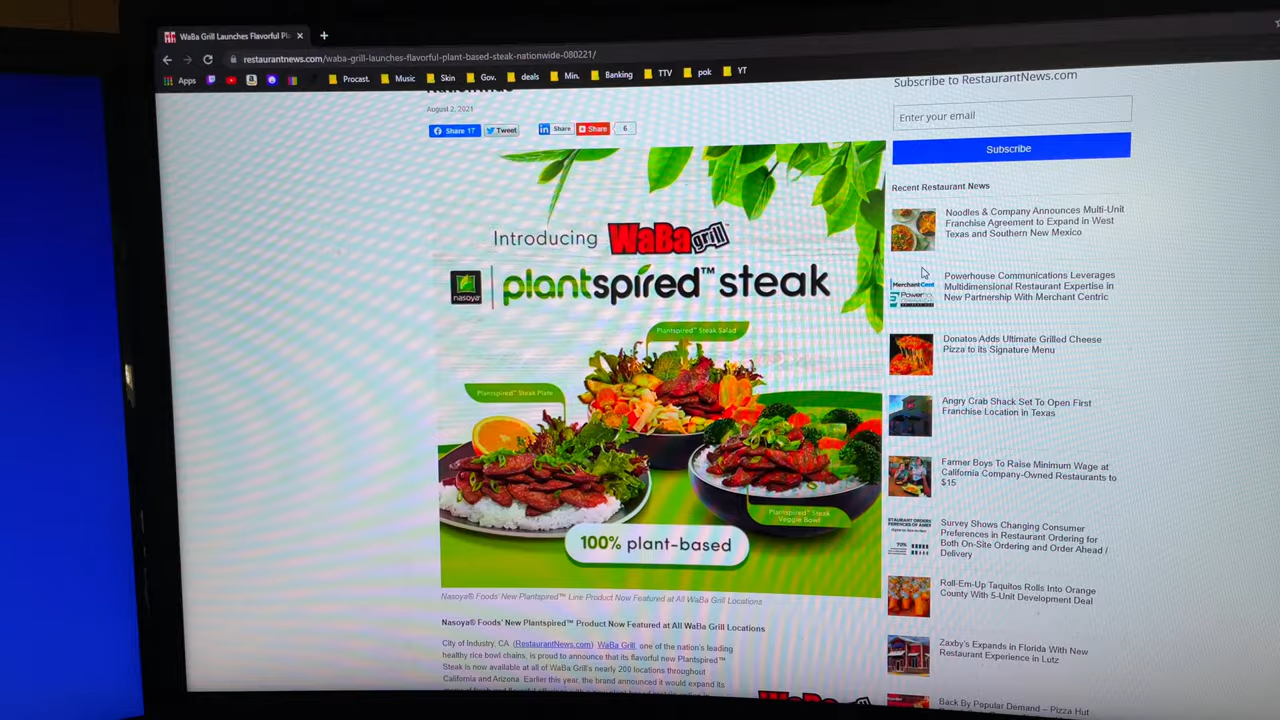 WaBa Grill Launches Flavorful Pl
restaurantnews.com/waba-grill-launches-flavorful-plant-based-steak-nationwide-080221/
Apps
Procast.
Music
Skin
Gov.
deals
Min.
Banking
TTV
pok
YT
Nationwide
August 2, 2021
Share 17
Tweet
in Share
Share
6
Introducing WaBa grill™
nasoya
plantspired™ steak
Plantspired™ Steak Salad
Plantspired™ Steak Plate
Plantspired™ Steak
Veggie Bowl
100% plant-based
Nasoya® Foods' New Plantspired™ Line Product Now Featured at All WaBa Grill Locations
Nasoya® Foods' New Plantspired™ Product Now Featured at All WaBa Grill Locations
City of Industry, CA (RestaurantNews.com) WaBa Grill, one of the nation's leading
healthy rice bowl chains, is proud to announce that its flavorful new Plantspired™
Steak is now available at all of WaBa Grill's nearly 200 locations throughout
California and Arizona. Earlier this year, the brand announced it would expand its
WaBa grill
Subscribe to RestaurantNews.com
Enter your email
Subscribe
Recent Restaurant News
Noodles & Company Announces Multi-Unit
Franchise Agreement to Expand in West
Texas and Southern New Mexico
MerchantCent
Powerhouse Communications Leverages
Multidimensional Restaurant Expertise in
New Partnership With Merchant Centric
Donatos Adds Ultimate Grilled Cheese
Pizza to its Signature Menu
Angry Crab Shack Set To Open First
Franchise Location in Texas
Farmer Boys To Raise Minimum Wage at
California Company-Owned Restaurants to
$15
Survey Shows Changing Consumer
Preferences in Restaurant Ordering for
Both On-Site Ordering and Order Ahead /
Delivery
Roll-Em-Up Taquitos Rolls Into Orange
County With 5-Unit Development Deal
Zaxby's Expands in Florida With New
Restaurant Experience in Lutz
Back By Popular Demand – Pizza Hut